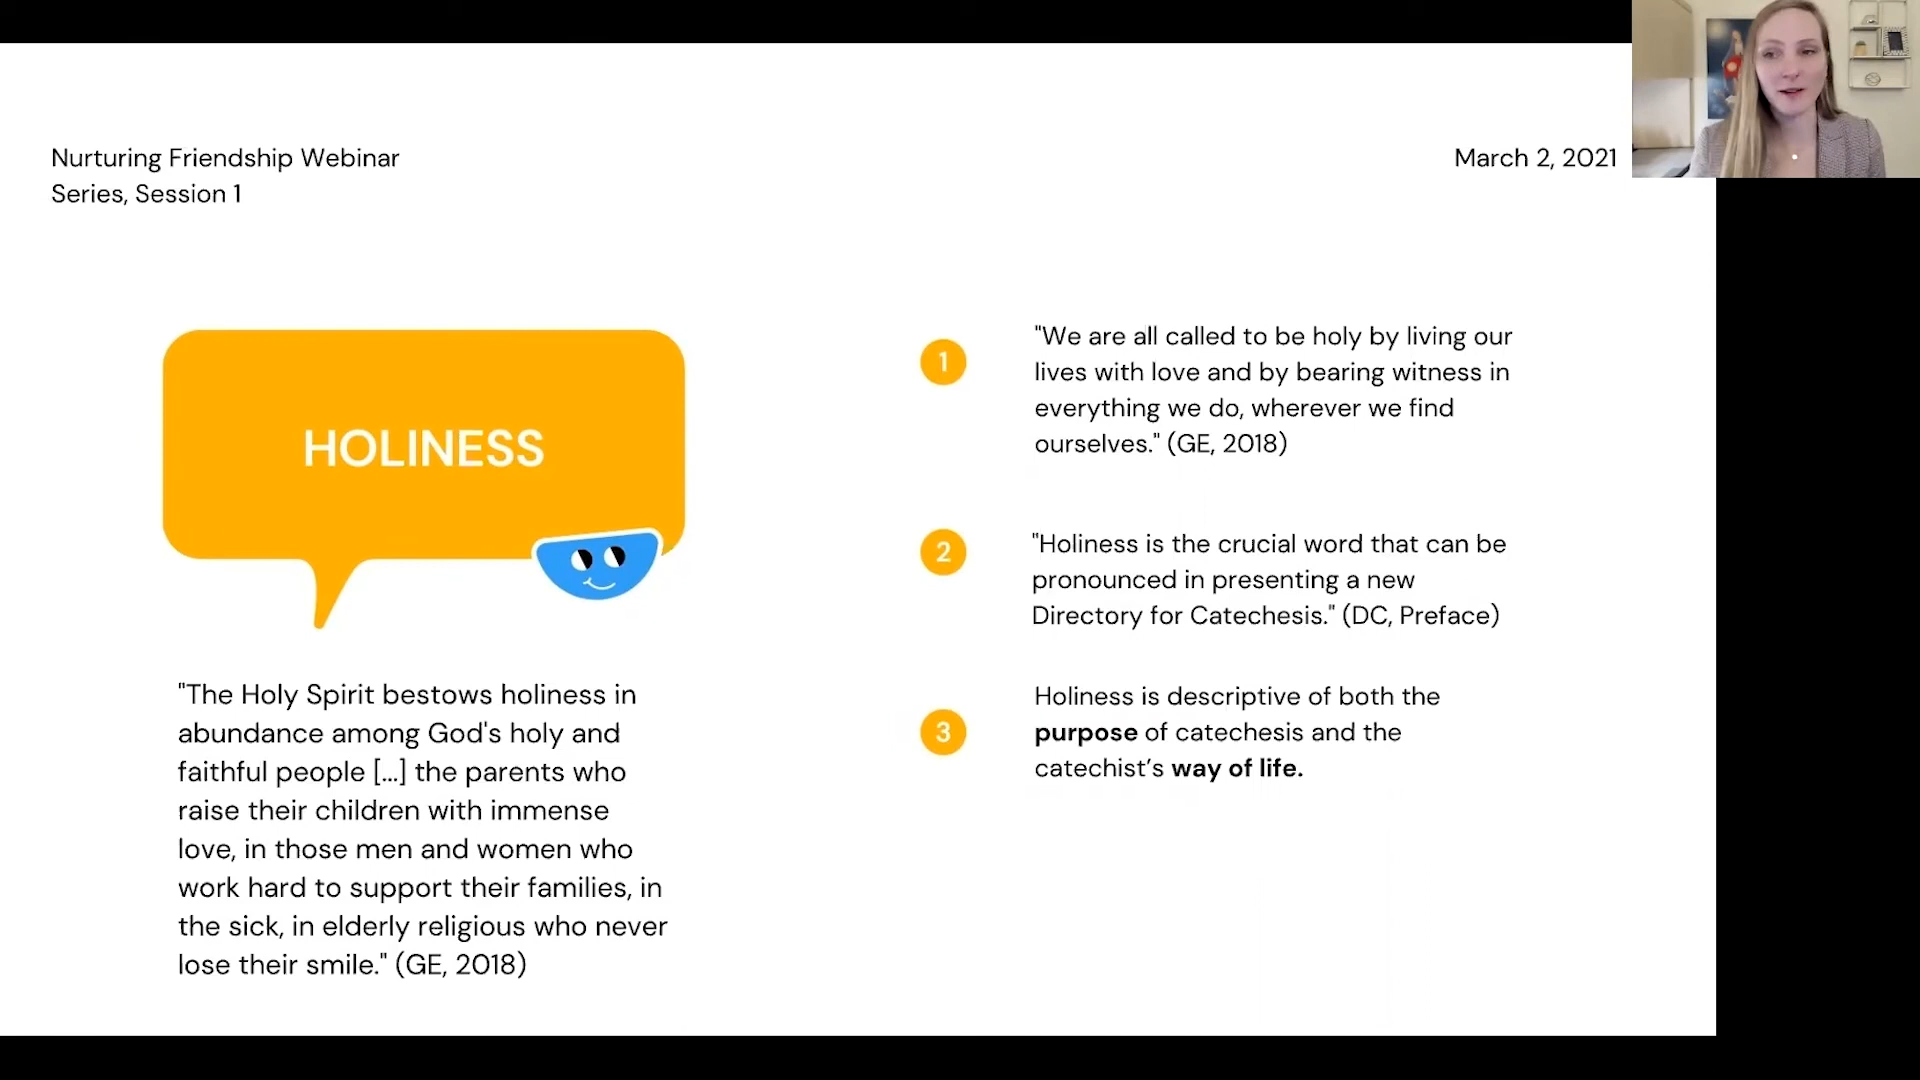 Nurturing Friendship Webinar
Series, Session 1
March 2, 2021
HOLINESS
"The Holy Spirit bestows holiness in
abundance among God's holy and
faithful people [...] the parents who
raise their children with immense
love, in those men and women who
work hard to support their families, in
the sick, in elderly religious who never
lose their smile." (GE, 2018)
1
"We are all called to be holy by living our
lives with love and by bearing witness in
everything we do, wherever we find
ourselves." (GE, 2018)
2
"Holiness is the crucial word that can be
pronounced in presenting a new
Directory for Catechesis." (DC, Preface)
3
Holiness is descriptive of both the
purpose of catechesis and the
catechist’s way of life.